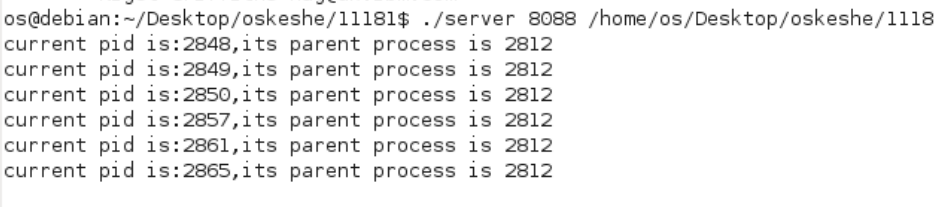 os@debian:~/Desktop/oskeshe/11181$ ./server 8088 /home/os/Desktop/oskeshe/1118
current pid is:2848,its parent process is 2812
current pid is:2849,its parent process is 2812
current pid is:2850,its parent process is 2812
current pid is:2857,its parent process is 2812
current pid is:2861,its parent process is 2812
current pid is:2865,its parent process is 2812